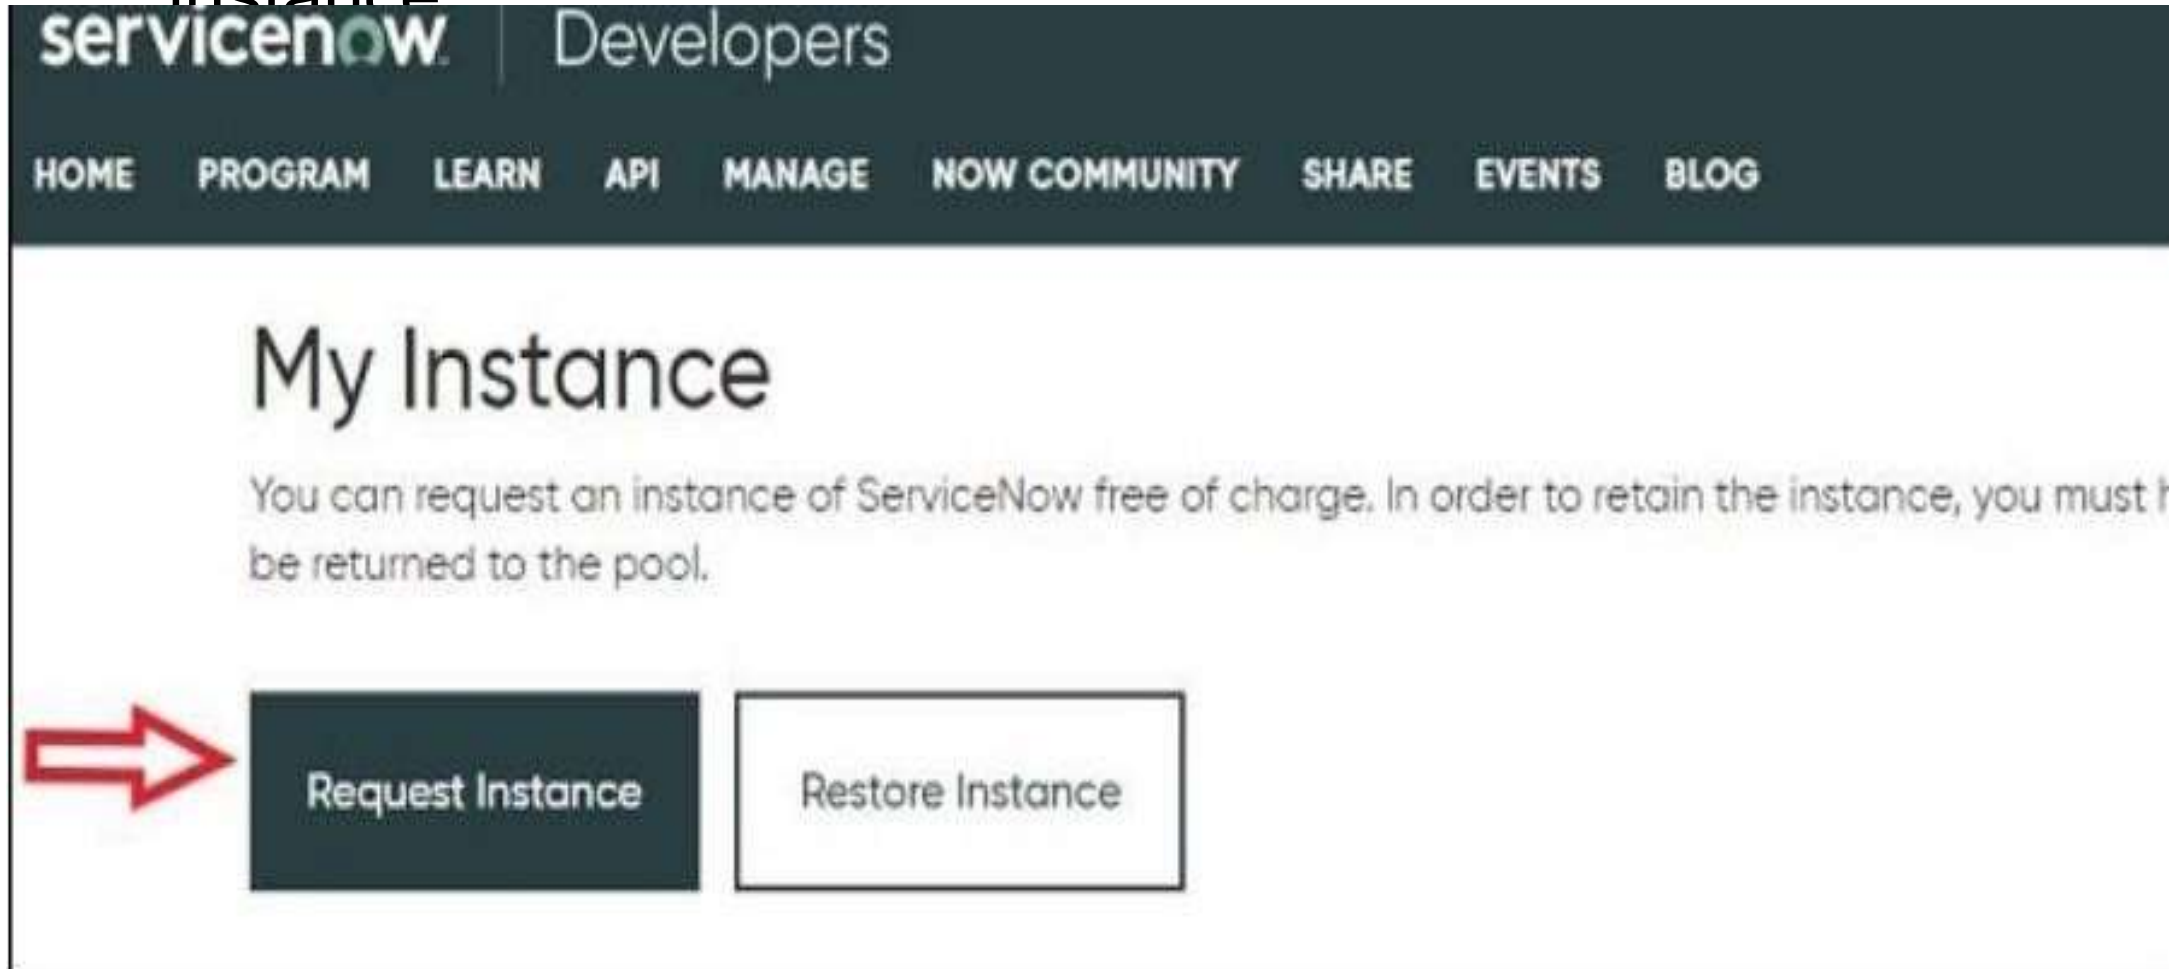 servicenow. Developers
HOME PROGRAM LEARN API MANAGE NOW COMMUNITY SHARE EVENTS BLOG
My Instance
You can request an instance of ServiceNow free of charge. In order to retain the instance, you must
be returned to the pool.
Request Instance Restore Instance